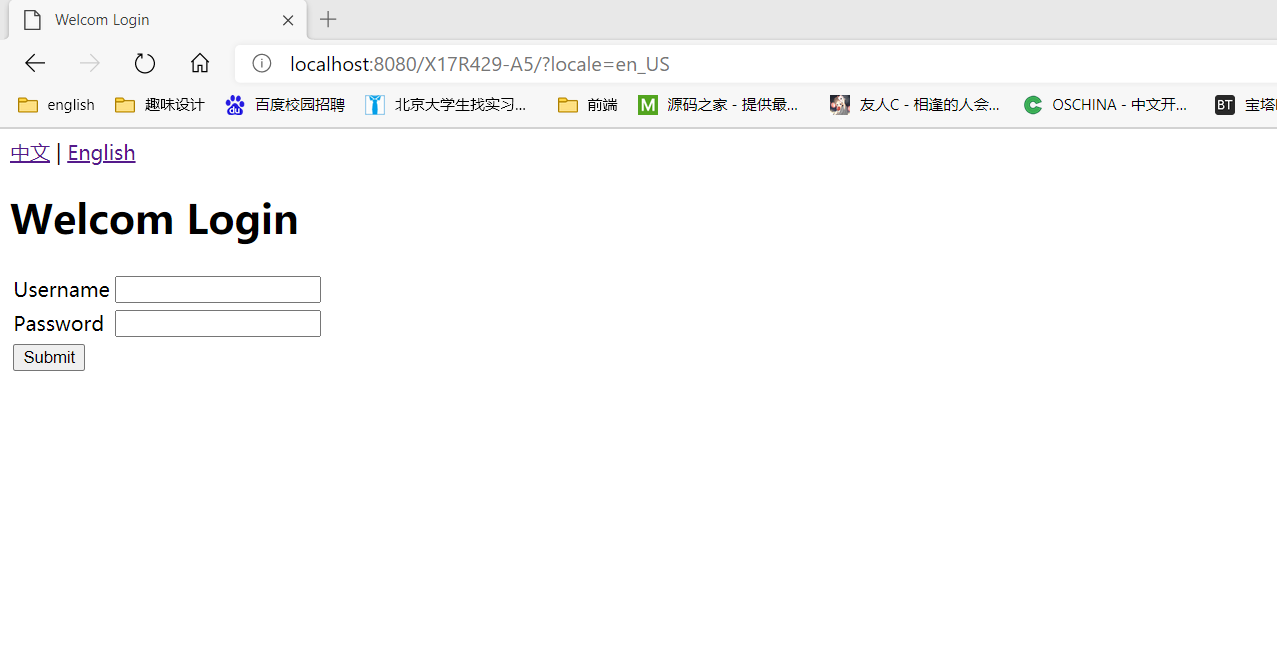 Welcom Login
localhost:8080/X17R429-A5/?locale=en_US
english 趣味设计 百度校园招聘 北京大学生找实习... 前端 M 源码之家 - 提供最... 友人C - 相逢的人会... OSCHINA - 中文开... BT 宝塔
中文 | English
Welcom Login
Username
Password
Submit